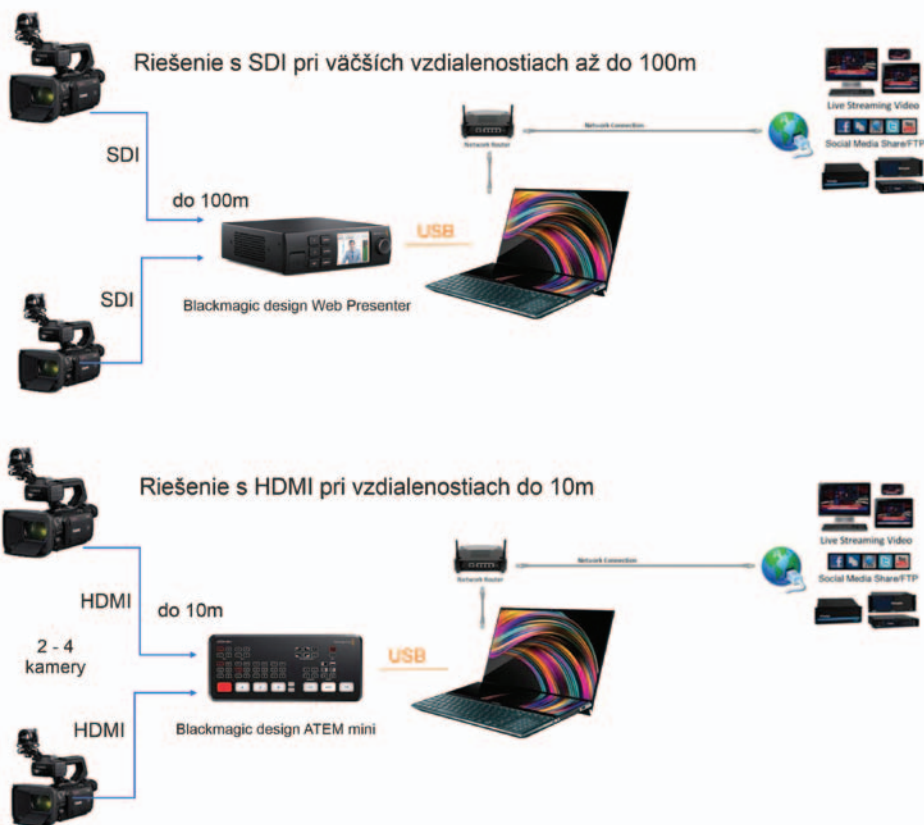 Riešenie s SDI pri väčších vzdialenostiach až do 100m
Live Streaming Video
Network Connection
Network Router
Social Media Share/FTP
SDI
do 100m
USB
SDI
Blackmagic design Web Presenter
Riešenie s HDMI pri vzdialenostiach do 10m
Live Streaming Video
Network Connection
Network Router
Social Media Share/FTP
HDMI
do 10m
2 - 4
kamery
USB
HDMI
Blackmagic design ATEM mini